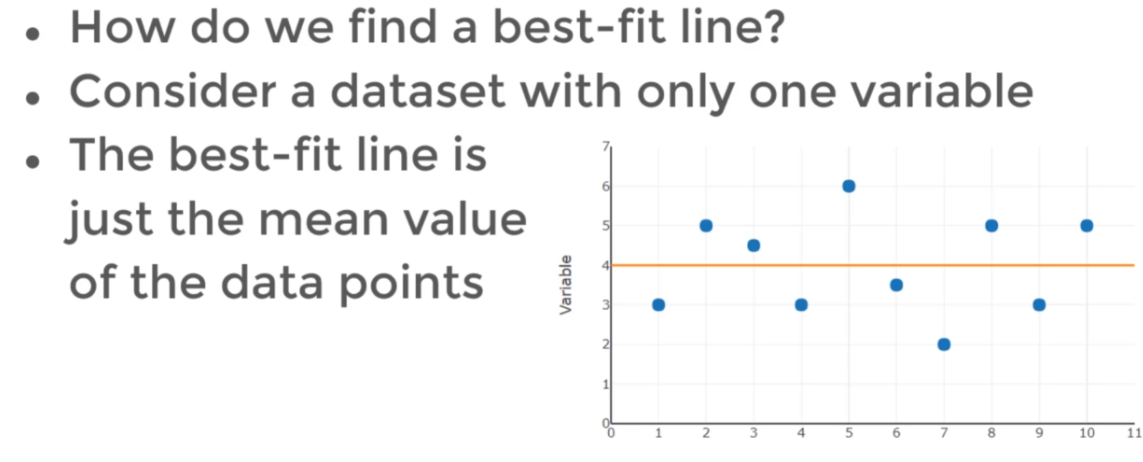 • How do we find a best-fit line?
• Consider a dataset with only one variable
• The best-fit line is
just the mean value
of the data points
7
6
5
4
3
2
1
0
Variable
0 1 2 3 4 5 6 7 8 9 10 11